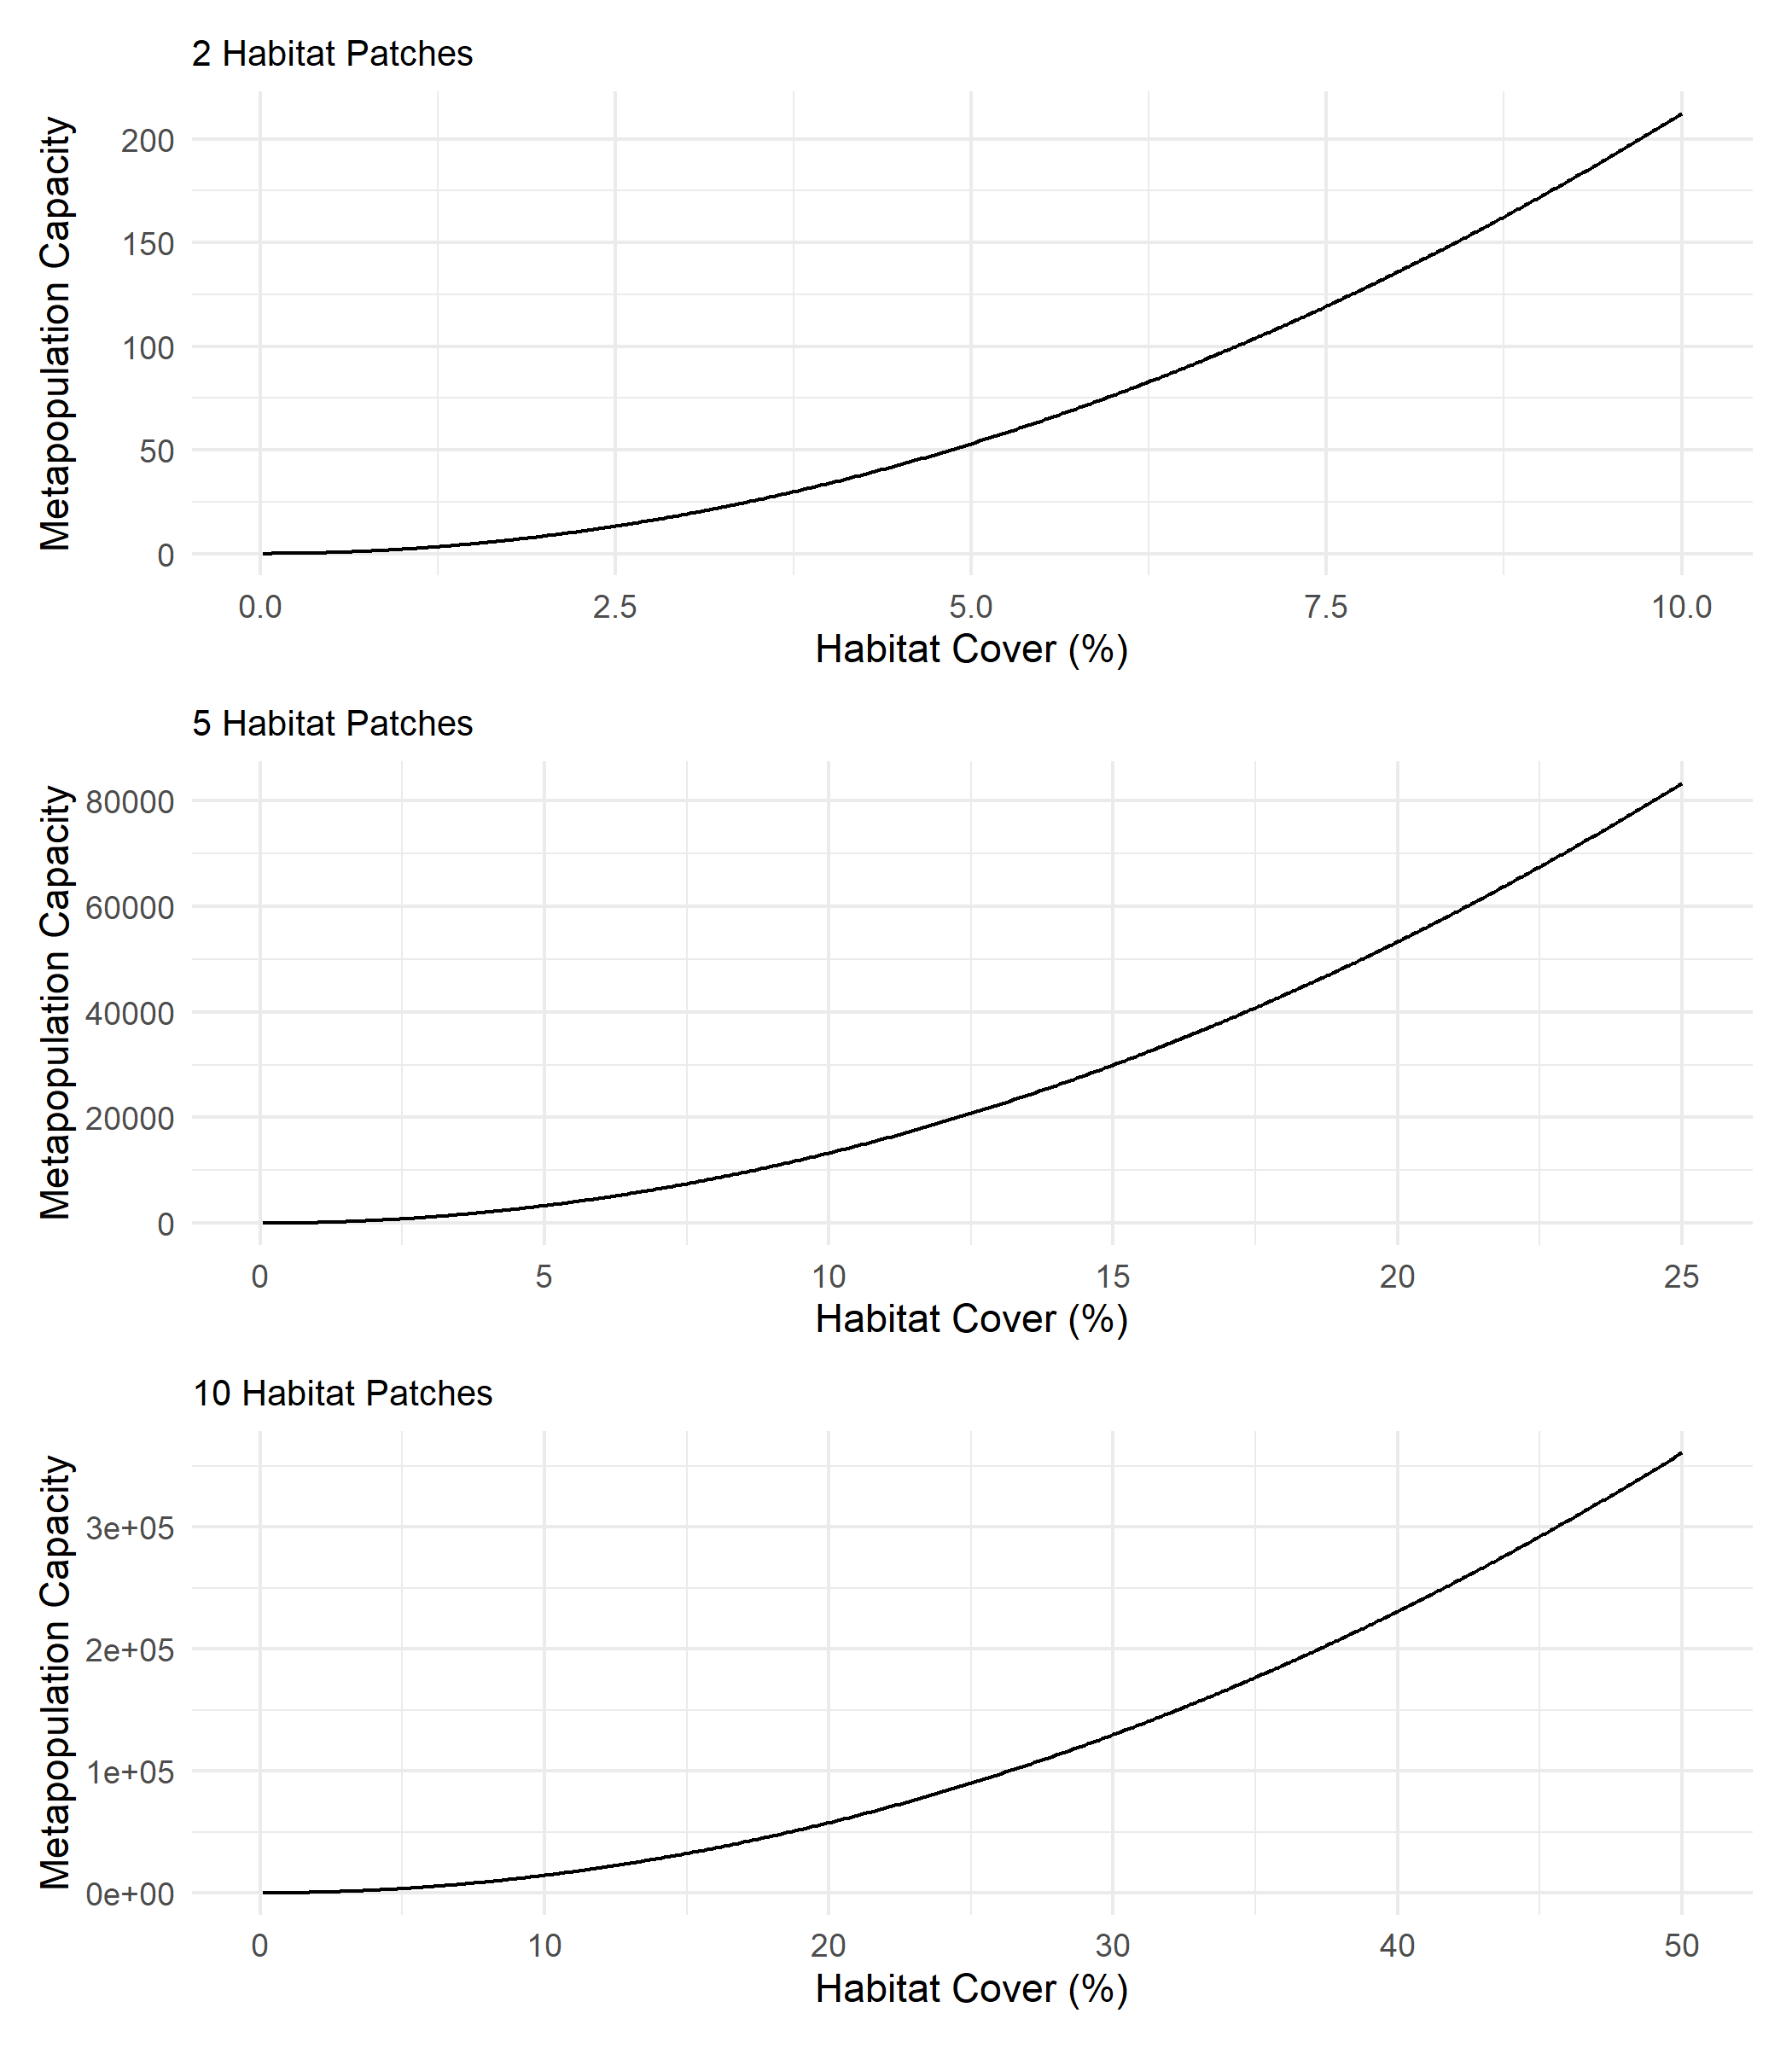 2 Habitat Patches
Metapopulation Capacity
200
150
100
50
0
0.0 2.5 5.0 7.5 10.0
Habitat Cover (%)
5 Habitat Patches
Metapopulation Capacity
80000
60000
40000
20000
0
0 5 10 15 20 25
Habitat Cover (%)
10 Habitat Patches
Metapopulation Capacity
3e+05
2e+05
1e+05
0e+00
0 10 20 30 40 50
Habitat Cover (%)